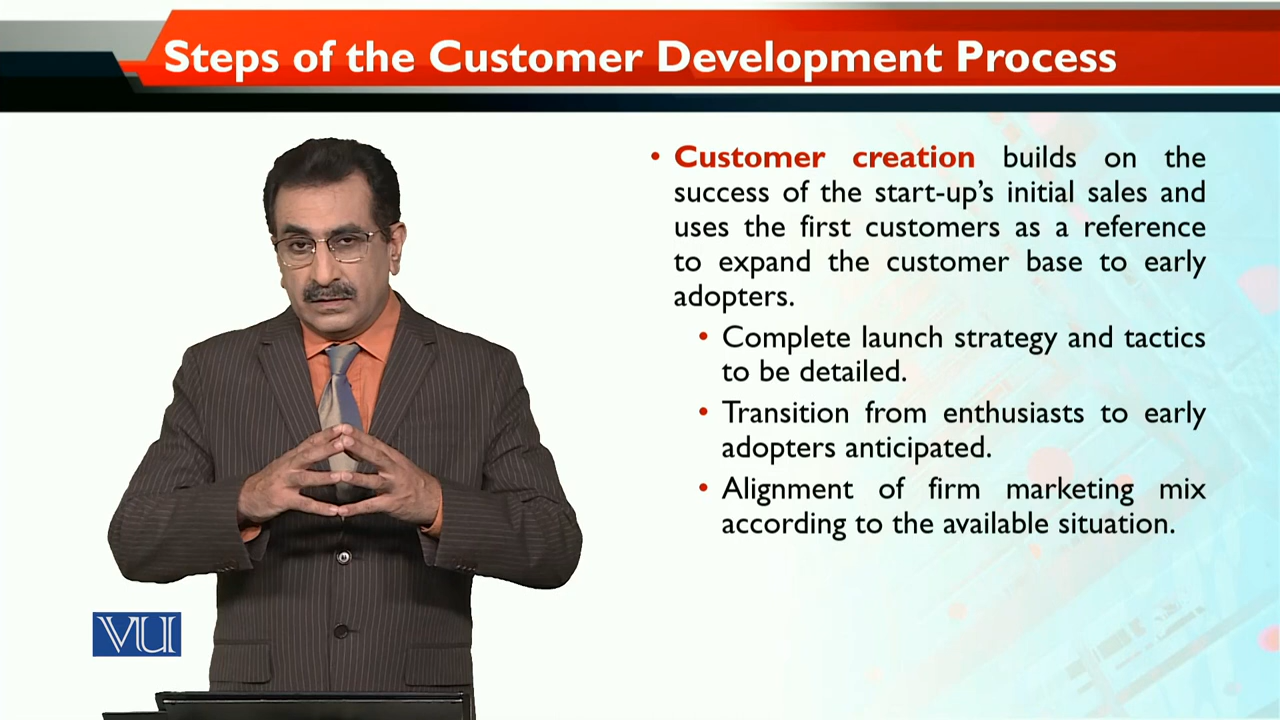 Steps of the Customer Development Process
• Customer creation builds on the
success of the start-up’s initial sales and
uses the first customers as a reference
to expand the customer base to early
adopters.
• Complete launch strategy and tactics
to be detailed.
• Transition from enthusiasts to early
adopters anticipated.
• Alignment of firm marketing mix
according to the available situation.
VU